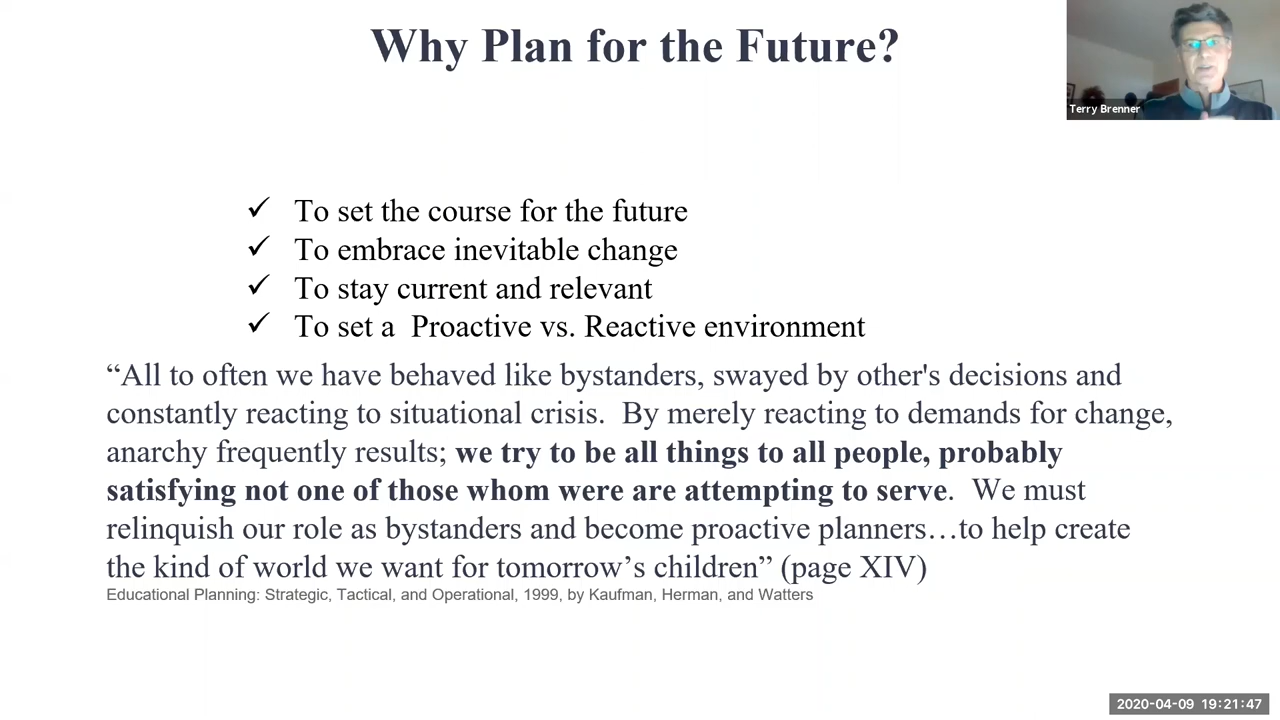 Why Plan for the Future?
Terry Brenner
✓ To set the course for the future
✓ To embrace inevitable change
✓ To stay current and relevant
✓ To set a  Proactive vs. Reactive environment
“All to often we have behaved like bystanders, swayed by other's decisions and
constantly reacting to situational crisis.  By merely reacting to demands for change,
anarchy frequently results; we try to be all things to all people, probably
satisfying not one of those whom were are attempting to serve.  We must
relinquish our role as bystanders and become proactive planners…to help create
the kind of world we want for tomorrow’s children” (page XIV)
Educational Planning: Strategic, Tactical, and Operational, 1999, by Kaufman, Herman, and Watters
2020-04-09 19:21:47